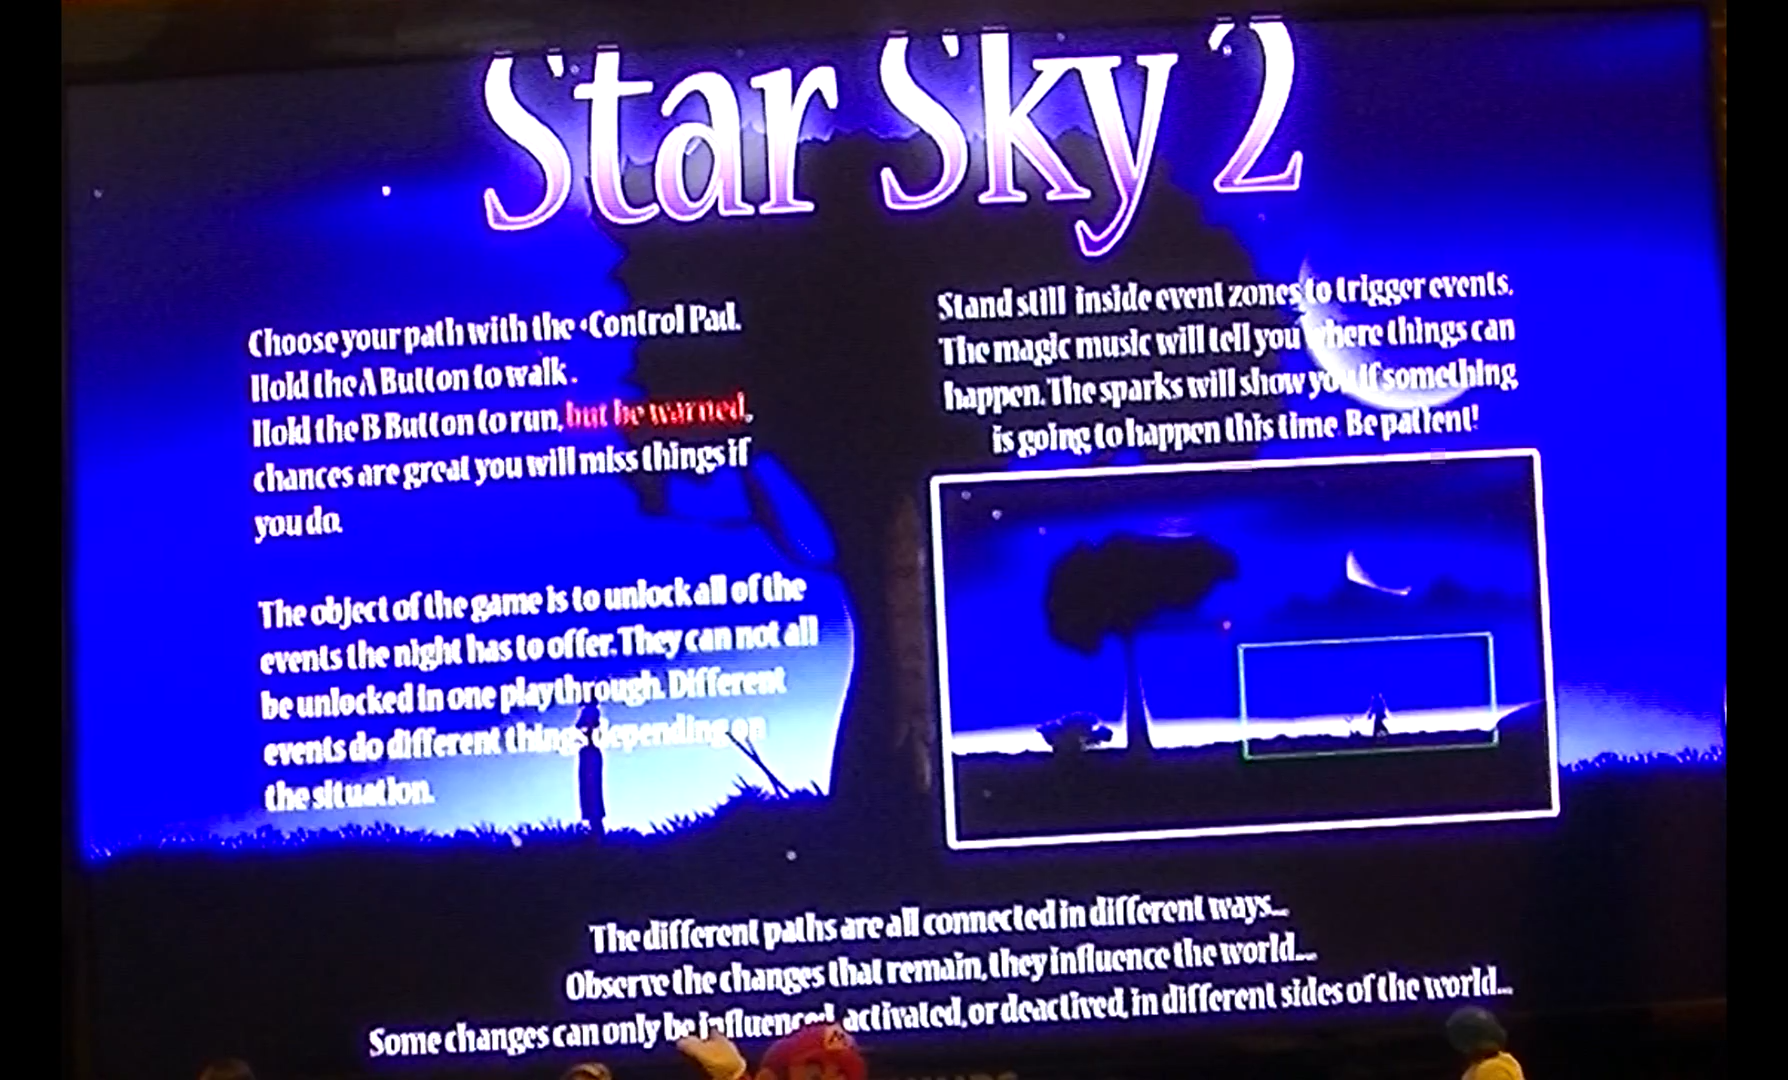 Star Sky 2
Choose your path with the Control Pad.
Hold the A Button to walk.
Hold the B Button to run, but be warned,
chances are great you will miss things if
you do.
The object of the game is to unlock all of the
events the night has to offer. They can not all
be unlocked in one playthrough. Different
events do different things depending on
the situation.
Stand still inside event zones to trigger events.
The magic music will tell you where things can
happen. The sparks will show you if something
is going to happen this time. Be patient!
The different paths are all connected in different ways...
Observe the changes that remain, they influence the world...
Some changes can only be influenced, activated, or deactived, in different sides of the world...